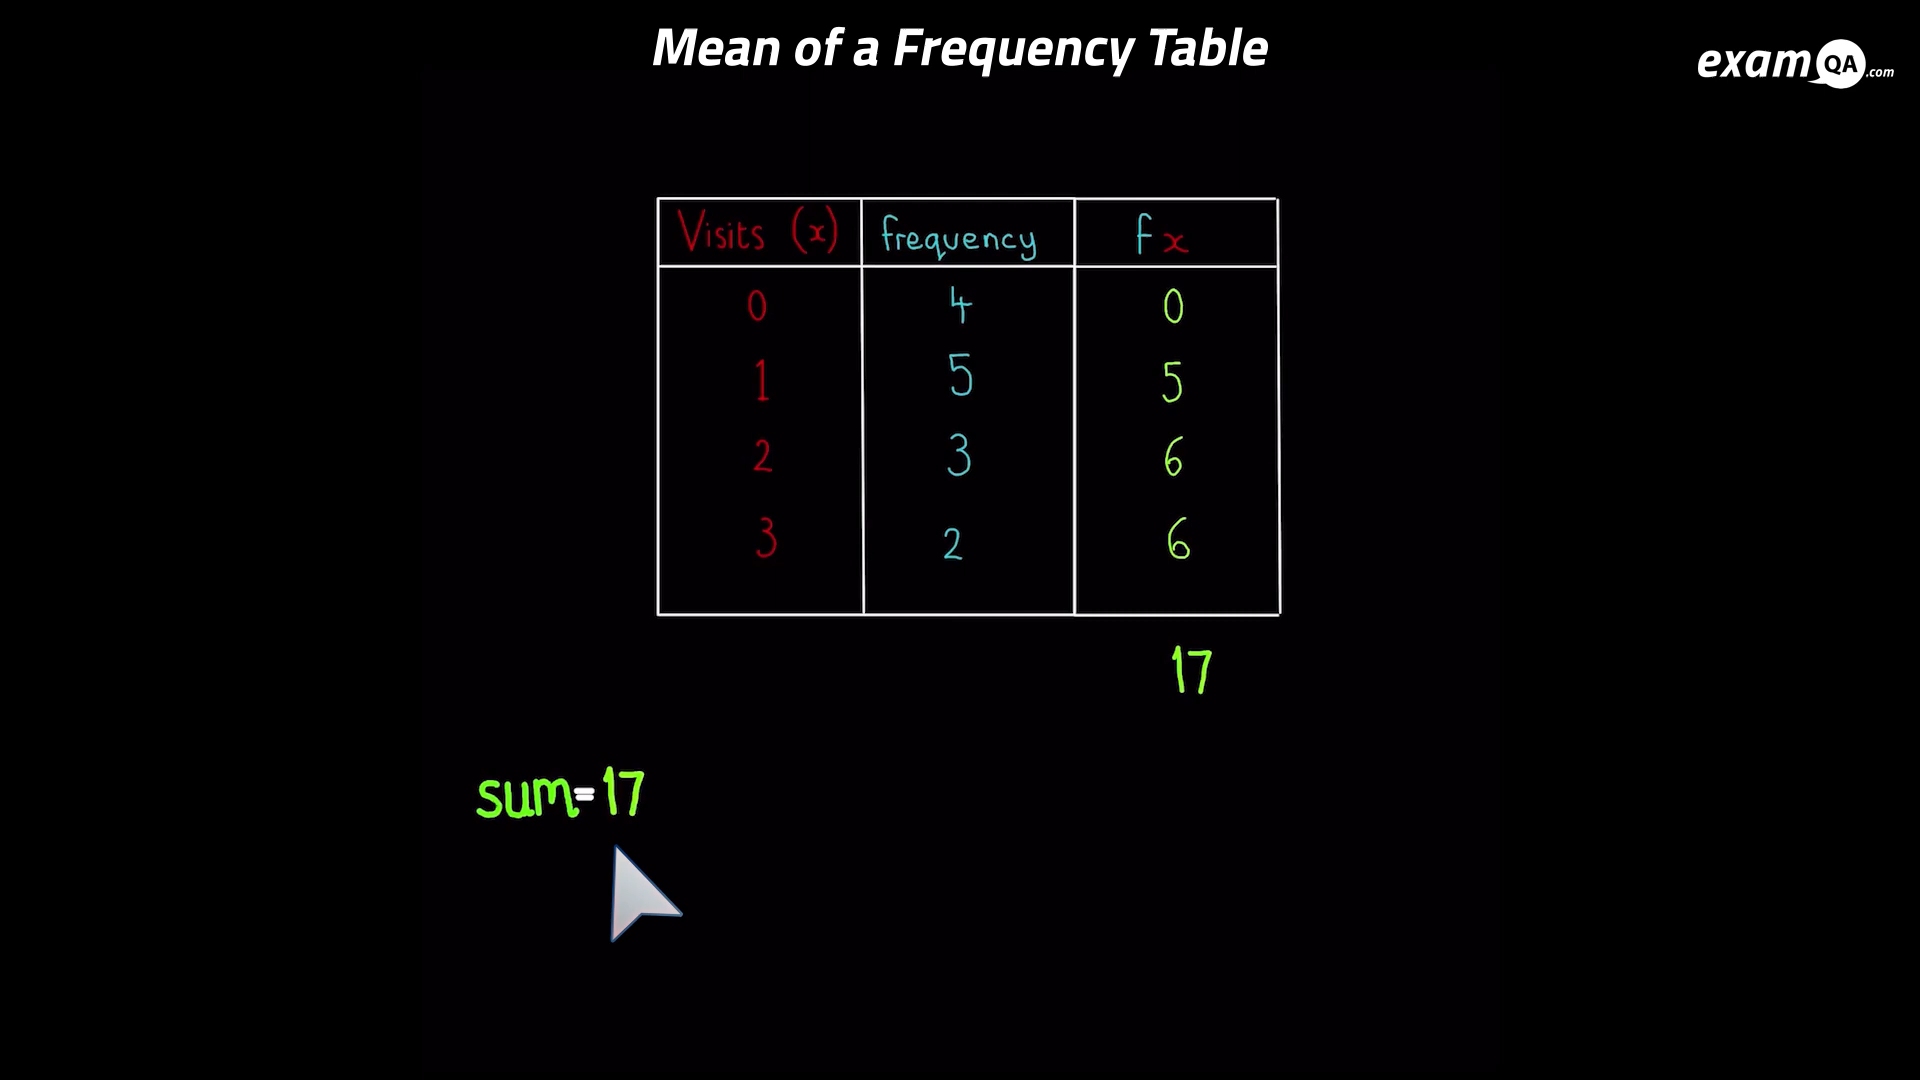 Mean of a Frequency Table
examQA.com
Visits (x) frequency fx
0 4 0
1 5 5
2 3 6
3 2 6
17
sum=17